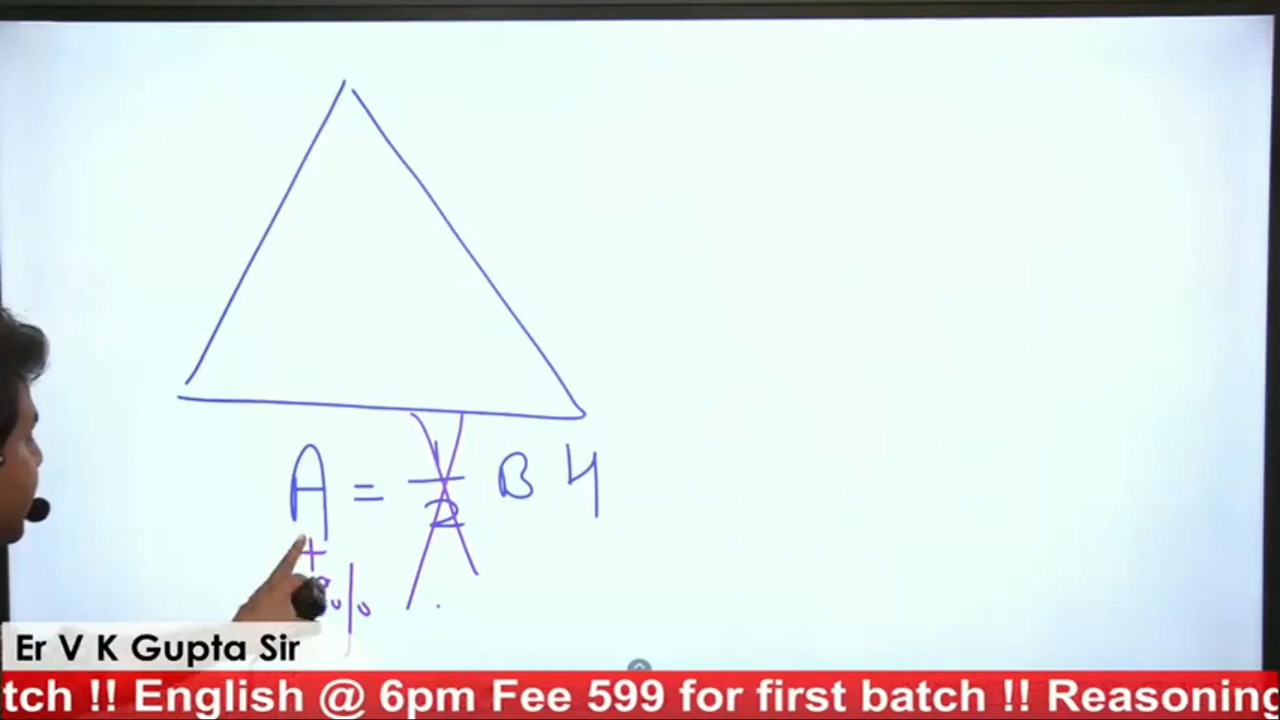 A = 1/2 B H
+
%
Er V K Gupta Sir
tch !! English @ 6pm Fee 599 for first batch !! Reasoning